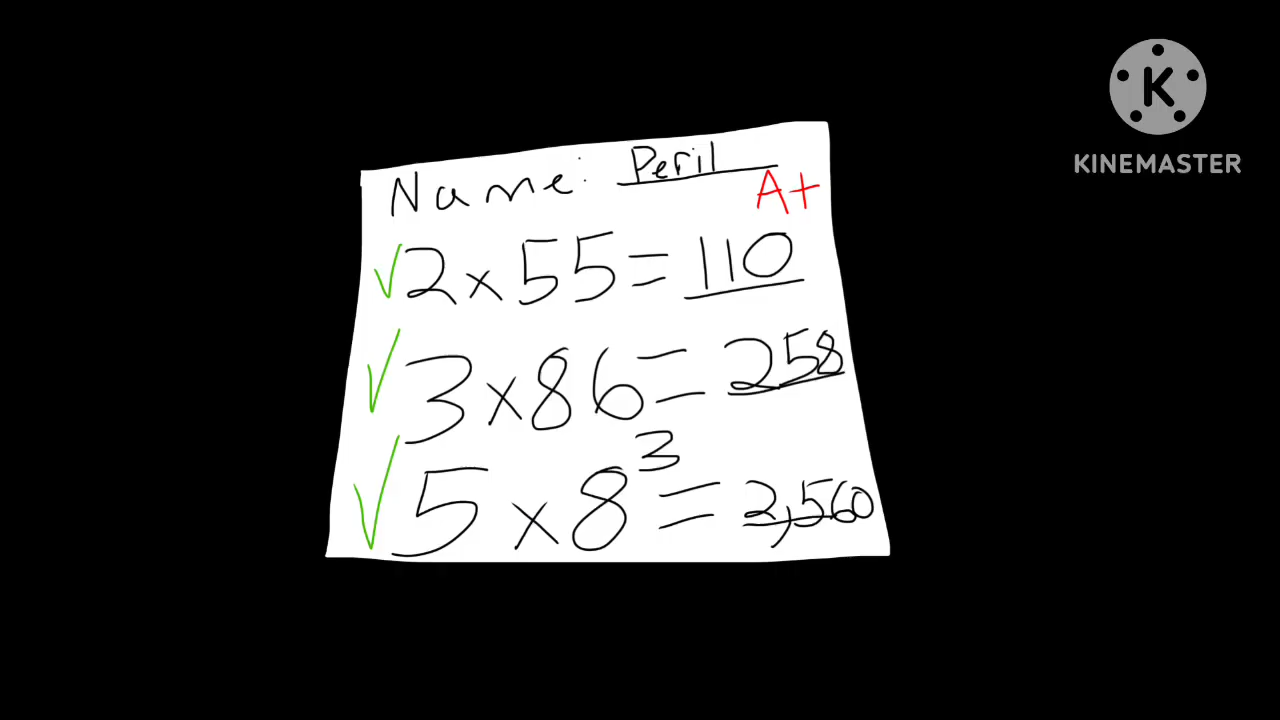 K
KINEMASTER
Name: Peril
A+
✓2×55=110
✓3×86=258
✓5×8³=2,560